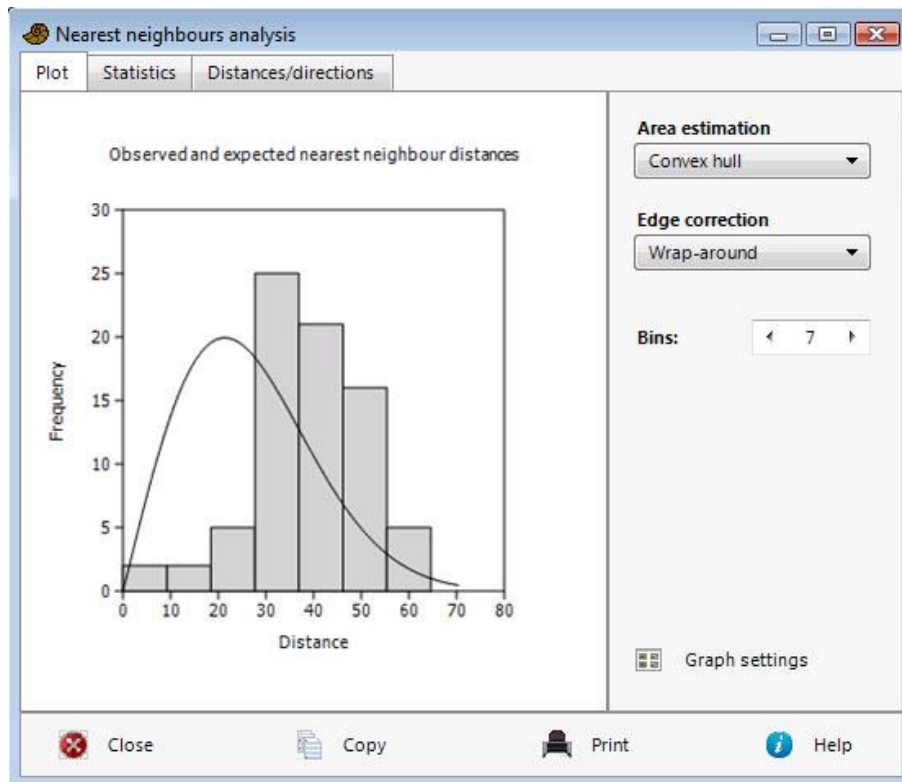 Nearest neighbours analysis
Plot Statistics Distances/directions
Observed and expected nearest neighbour distances
30
25
20
15
10
5
0
Frequency
0 10 20 30 40 50 60 70 80
Distance
Area estimation
Convex hull
Edge correction
Wrap-around
Bins: 7
Graph settings
Close Copy Print Help